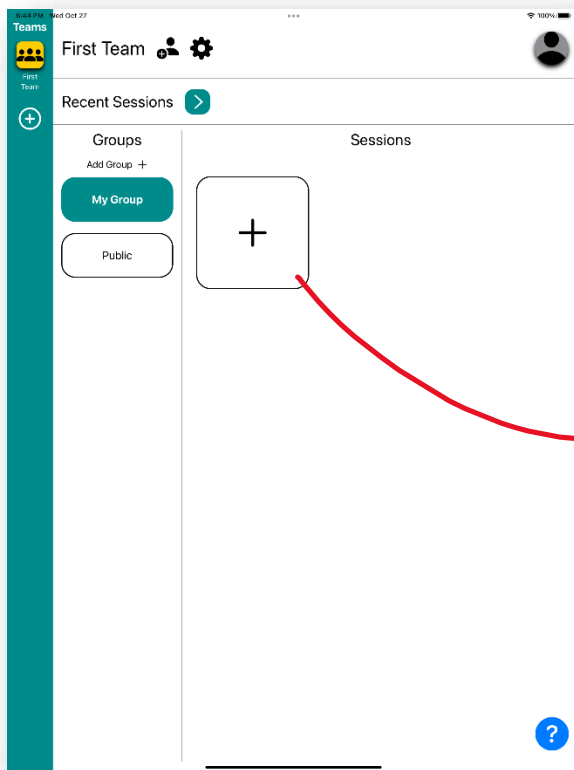 6:44 PM Wed Oct 27
100%
Teams
First Team
First
Team
Recent Sessions
Groups
Sessions
Add Group +
My Group
+
Public
?